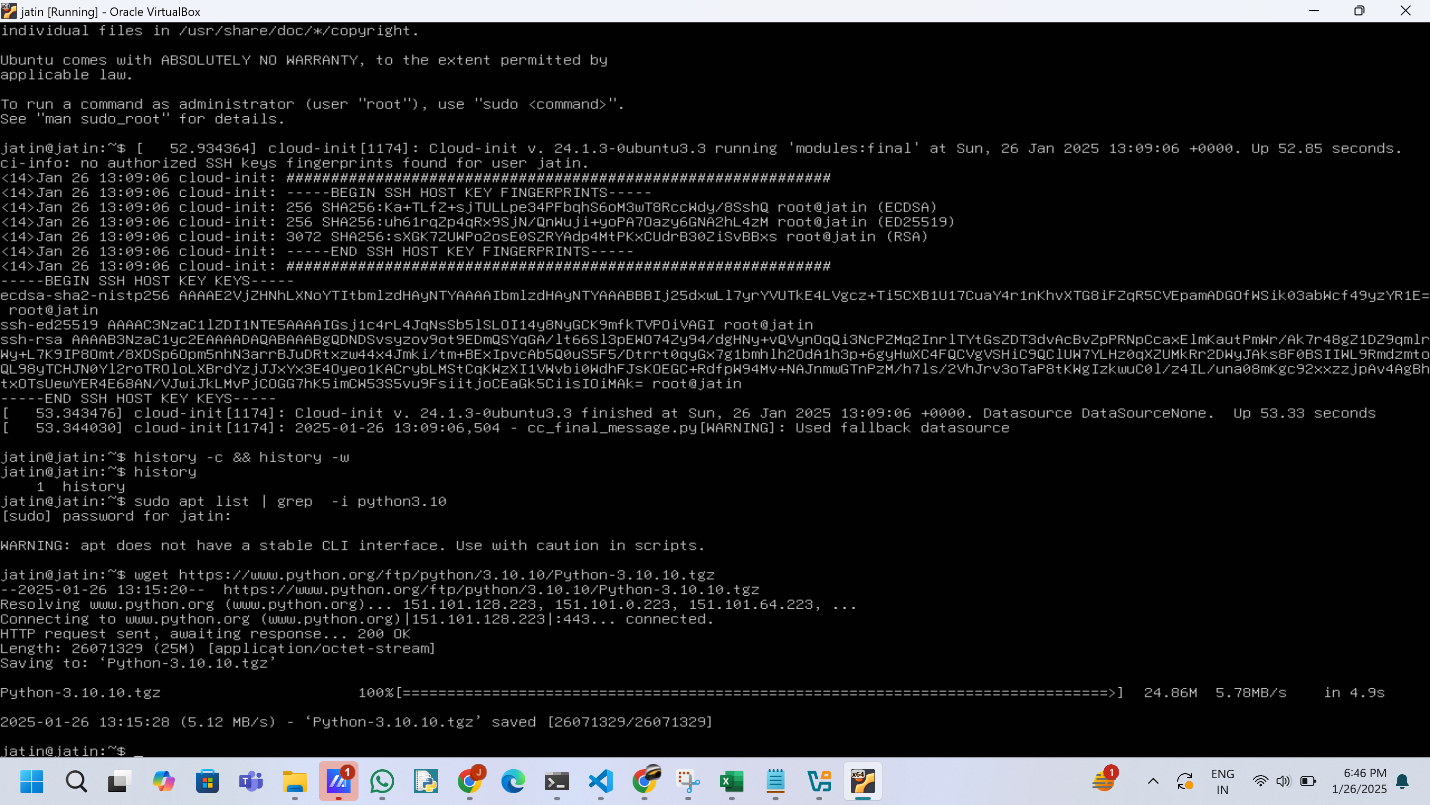 jatin [Running] - Oracle VirtualBox
individual files in /usr/share/doc/*/copyright.
Ubuntu comes with ABSOLUTELY NO WARRANTY, to the extent permitted by
applicable law.
To run a command as administrator (user "root"), use "sudo <command>".
See "man sudo_root" for details.
jatin@jatin:~$ [   52.934364] cloud-init[1174]: Cloud-init v. 24.1.3-0ubuntu3.3 running 'modules:final' at Sun, 26 Jan 2025 13:09:06 +0000. Up 52.85 seconds.
ci-info: no authorized SSH keys fingerprints found for user jatin.
<14>Jan 26 13:09:06 cloud-init: #############################################################
<14>Jan 26 13:09:06 cloud-init: -----BEGIN SSH HOST KEY FINGERPRINTS-----
<14>Jan 26 13:09:06 cloud-init: 256 SHA256:Ka+TLfZ+sjTULLpe34PFbqhS6oM3wT8RccWdy/8SshQ root@jatin (ECDSA)
<14>Jan 26 13:09:06 cloud-init: 256 SHA256:uh61rqZp4qRx9SjN/QnWuji+yoPA7Oazy6GNA2hL4zM root@jatin (ED25519)
<14>Jan 26 13:09:06 cloud-init: 3072 SHA256:sXGK7ZUWPo2osE0SZRYAdp4MtPKxCUdrB30ZiSvBBxs root@jatin (RSA)
<14>Jan 26 13:09:06 cloud-init: -----END SSH HOST KEY FINGERPRINTS-----
<14>Jan 26 13:09:06 cloud-init: #############################################################
-----BEGIN SSH HOST KEY KEYS-----
ecdsa-sha2-nistp256
root@jatin
ssh-ed25519 AAAAC3NzaC1lZDI1NTE5AAAAIGsj1c4rL4JqNsSb5lSLOI14y8NyGCK9mfkTVPOiVAGI root@jatin
ssh-rsa
root@jatin
-----END SSH HOST KEY KEYS-----
[   53.343476] cloud-init[1174]: Cloud-init v. 24.1.3-0ubuntu3.3 finished at Sun, 26 Jan 2025 13:09:06 +0000. Datasource DataSourceNone.  Up 53.33 seconds
[   53.344030] cloud-init[1174]: 2025-01-26 13:09:06,504 - cc_final_message.py[WARNING]: Used fallback datasource
jatin@jatin:~$ history -c && history -w
jatin@jatin:~$ history
    1  history
jatin@jatin:~$ sudo apt list | grep  -i python3.10
[sudo] password for jatin:
WARNING: apt does not have a stable CLI interface. Use with caution in scripts.
jatin@jatin:~$ wget https://www.python.org/ftp/python/3.10.10/Python-3.10.10.tgz
--2025-01-26 13:15:20--  https://www.python.org/ftp/python/3.10.10/Python-3.10.10.tgz
Resolving www.python.org (www.python.org)... 151.101.128.223, 151.101.0.223, 151.101.64.223, ...
Connecting to www.python.org (www.python.org)|151.101.128.223|:443... connected.
HTTP request sent, awaiting response... 200 OK
Length: 26071329 (25M) [application/octet-stream]
Saving to: ‘Python-3.10.10.tgz’
Python-3.10.10.tgz                      100%[===============================================================================>]  24.86M  5.78MB/s    in 4.9s
2025-01-26 13:15:28 (5.12 MB/s) - ‘Python-3.10.10.tgz’ saved [26071329/26071329]
jatin@jatin:~$ _
ENG
IN
6:46 PM
1/26/2025